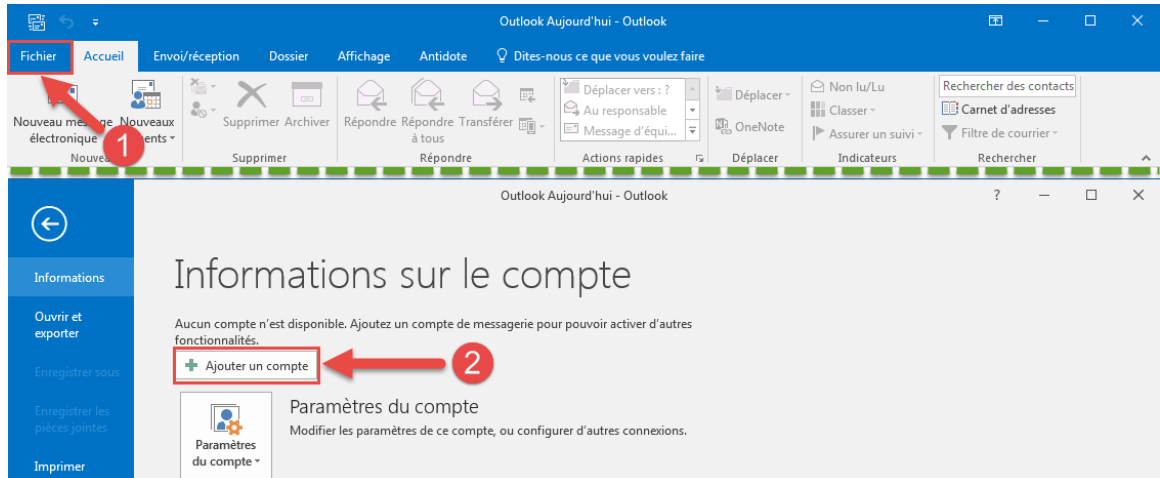 Outlook Aujourd'hui - Outlook
Fichier Accueil Envoi/réception Dossier Affichage Antidote Dites-nous ce que vous voulez faire
Nouveau message électronique
Nouveaux
Supprimer Archiver
Répondre Répondre à tous Transférer
Déplacer vers : ?
Au responsable
Message d'équi...
Déplacer
OneNote
Non lu/Lu
Classer
Assurer un suivi
Rechercher des contacts
Carnet d'adresses
Filtre de courrier
1
Supprimer Répondre Actions rapides Déplacer Indicateurs Rechercher
Outlook Aujourd'hui - Outlook ?
Informations
Ouvrir et
exporter
Enregistrer sous
Enregistrer les
pièces jointes
Imprimer
Informations sur le compte
Aucun compte n'est disponible. Ajoutez un compte de messagerie pour pouvoir activer d'autres
fonctionnalités.
Ajouter un compte
2
Paramètres
du compte
Paramètres du compte
Modifier les paramètres de ce compte, ou configurer d'autres connexions.